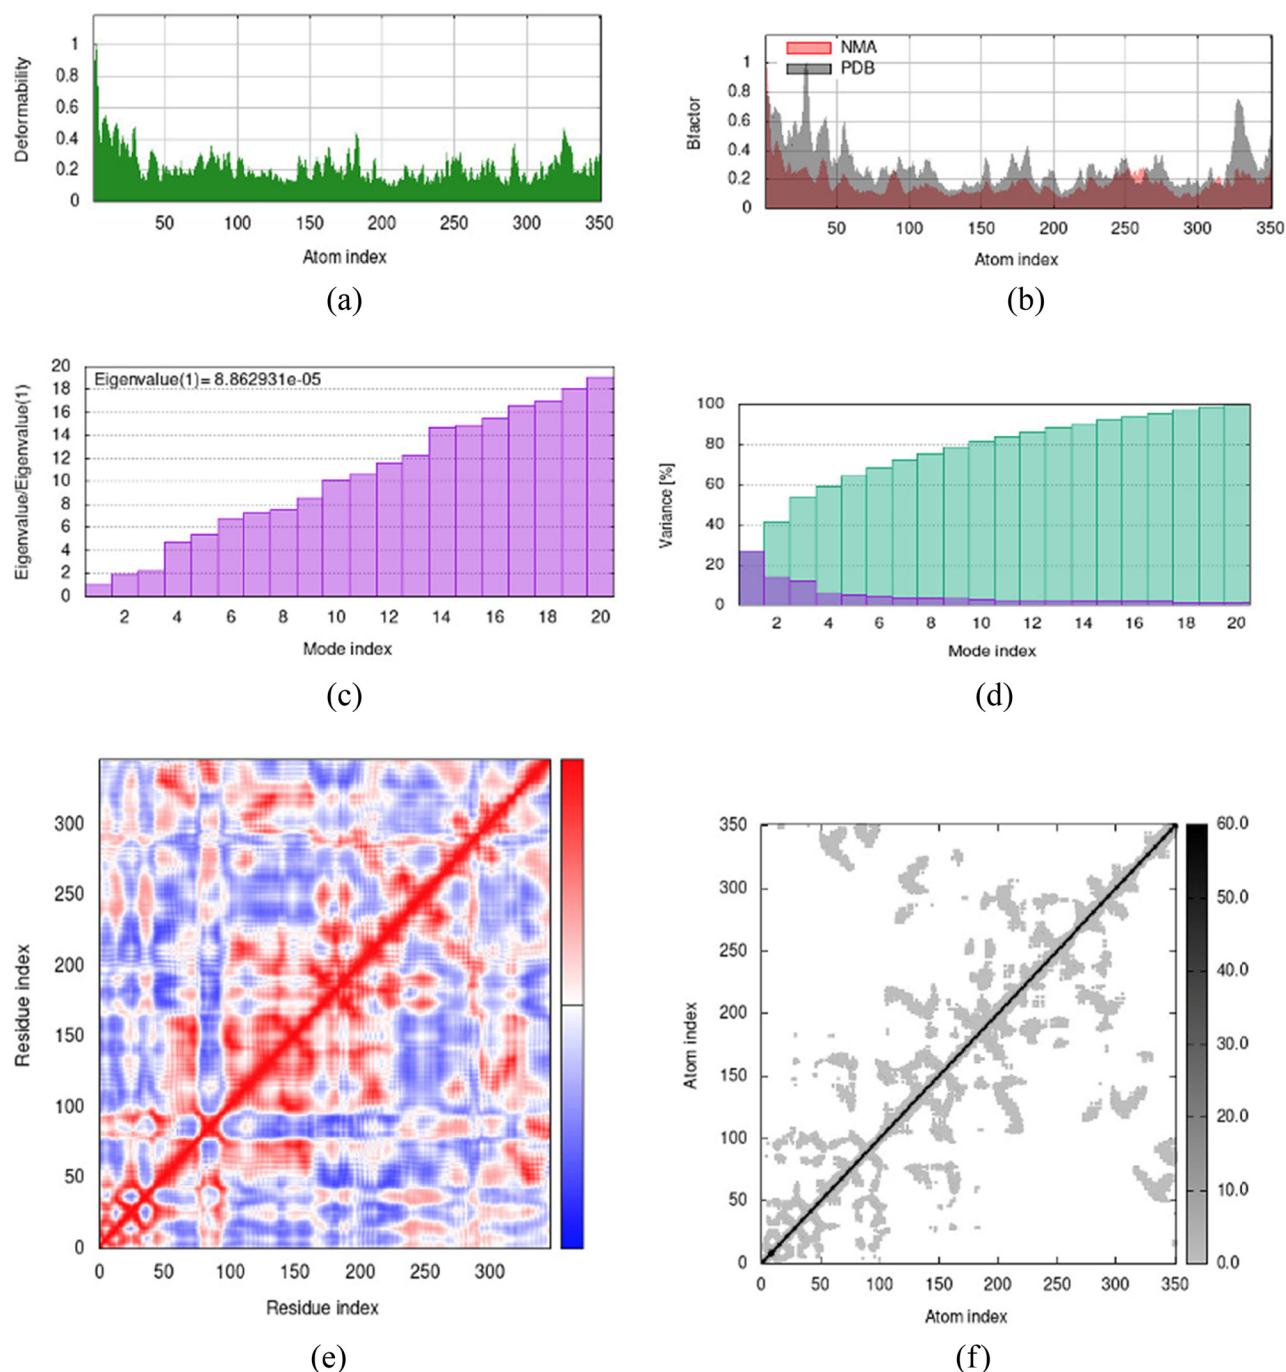 Deformability
1
0.8
0.6
0.4
0.2
0
50 100 150 200 250 300 350
Atom index
(a)
Bfactor
NMA
PDB
1
0.8
0.6
0.4
0.2
0
50 100 150 200 250 300 350
Atom index
(b)
Eigenvalue/Eigenvalue(1)
Eigenvalue(1)= 8.862931e-05
20
18
16
14
12
10
8
6
4
2
0
2 4 6 8 10 12 14 16 18 20
Mode index
(c)
Variance [%]
100
80
60
40
20
0
2 4 6 8 10 12 14 16 18 20
Mode index
(d)
Residue index
300
250
200
150
100
50
0
0 50 100 150 200 250 300
Residue index
(e)
Atom index
350
300
250
200
150
100
50
0
0 50 100 150 200 250 300 350
Atom index
60.0
50.0
40.0
30.0
20.0
10.0
0.0
(f)